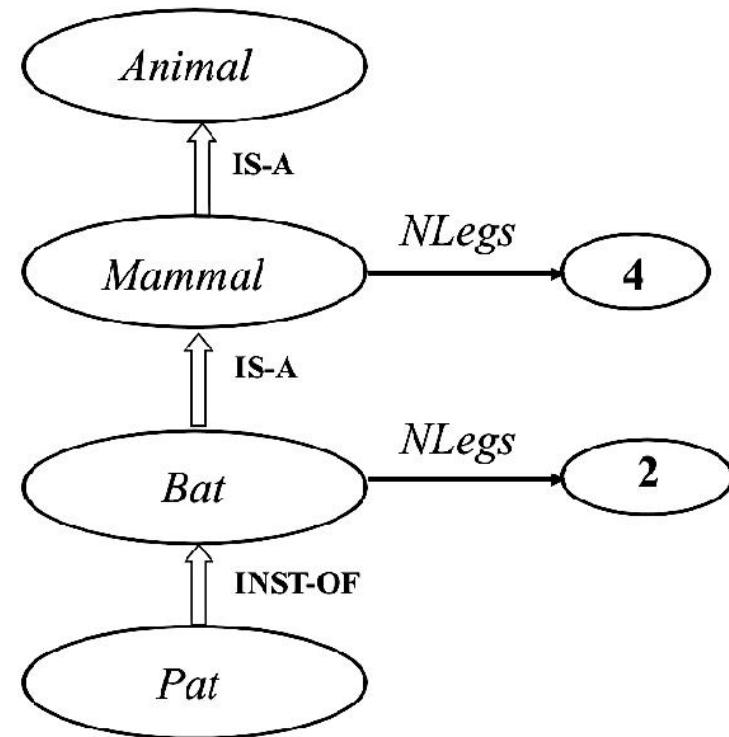 Animal
IS-A
Mammal
NLegs
4
IS-A
Bat
NLegs
2
INST-OF
Pat